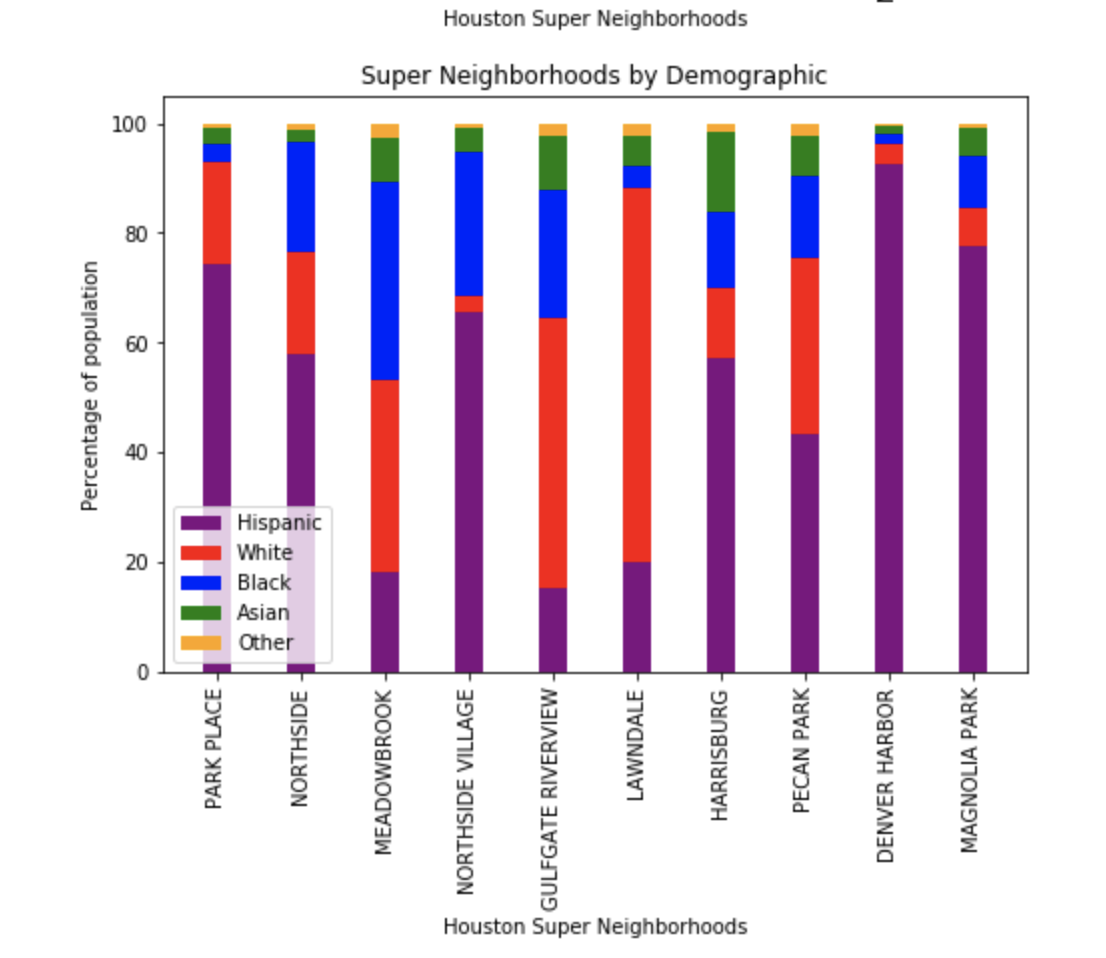 Houston Super Neighborhoods
Super Neighborhoods by Demographic
100
80
60
40
20
0
Percentage of population
Hispanic
White
Black
Asian
Other
PARK PLACE
NORTHSIDE
MEADOWBROOK
NORTHSIDE VILLAGE
GULFGATE RIVERVIEW
LAWNDALE
HARRISBURG
PECAN PARK
DENVER HARBOR
MAGNOLIA PARK
Houston Super Neighborhoods